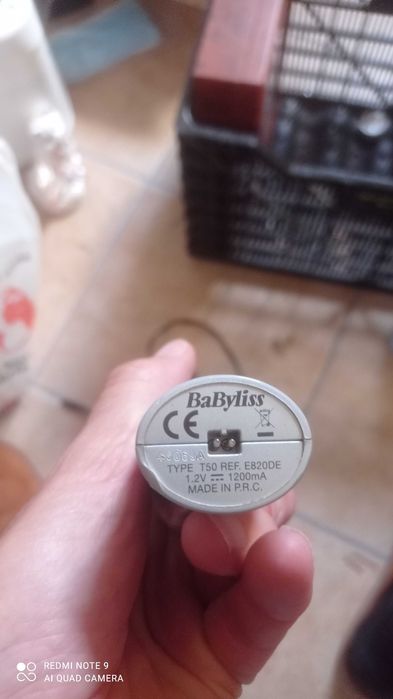 BaByliss
CE
TYPE T50 REF. E820DE
1.2V ⎓ 1200mA
MADE IN P.R.C.
REDMI NOTE 9
AI QUAD CAMERA